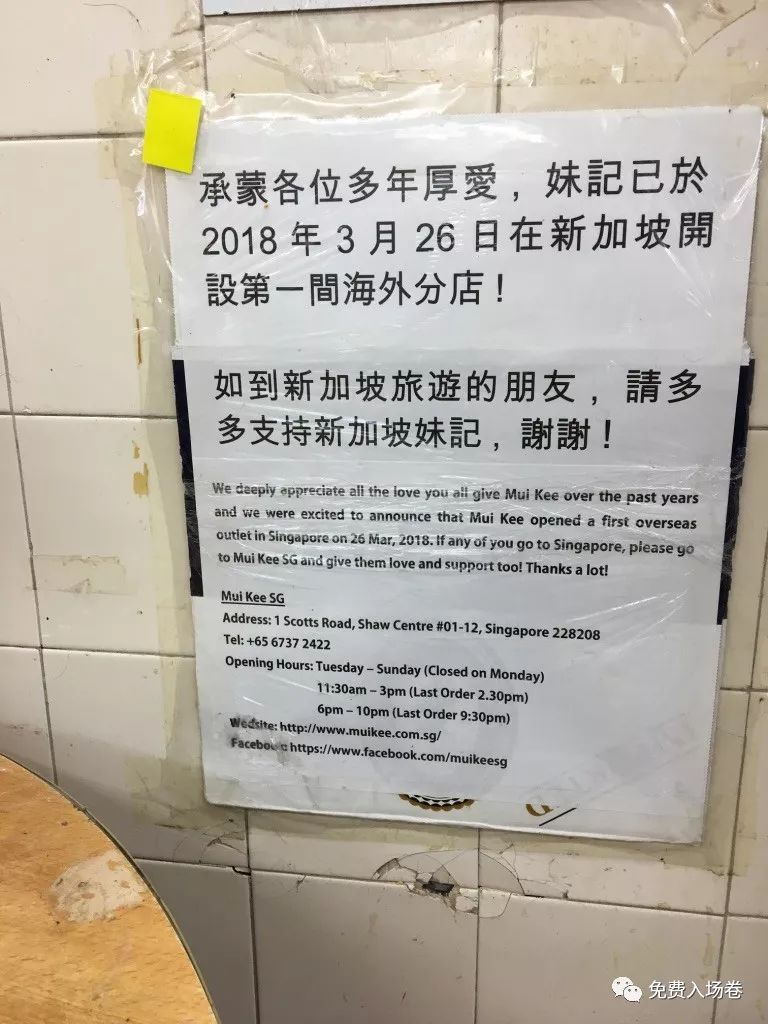 承蒙各位多年厚愛，妹記已於
2018 年 3 月 26 日在新加坡開
設第一間海外分店！
如到新加坡旅遊的朋友，請多
多支持新加坡妹記，謝謝！
We deeply appreciate all the love you all give Mui Kee over the past years
and we were excited to announce that Mui Kee opened a first overseas
outlet in Singapore on 26 Mar, 2018. If any of you go to Singapore, please go
to Mui Kee SG and give them love and support too! Thanks a lot!
Mui Kee SG
Address: 1 Scotts Road, Shaw Centre #01-12, Singapore 228208
Tel: +65 6737 2422
Opening Hours: Tuesday – Sunday (Closed on Monday)
11:30am – 3pm (Last Order 2.30pm)
6pm – 10pm (Last Order 9:30pm)
Wedsite: http://www.muikee.com.sg/
Facebook: https://www.facebook.com/muikeesg
免费入场卷